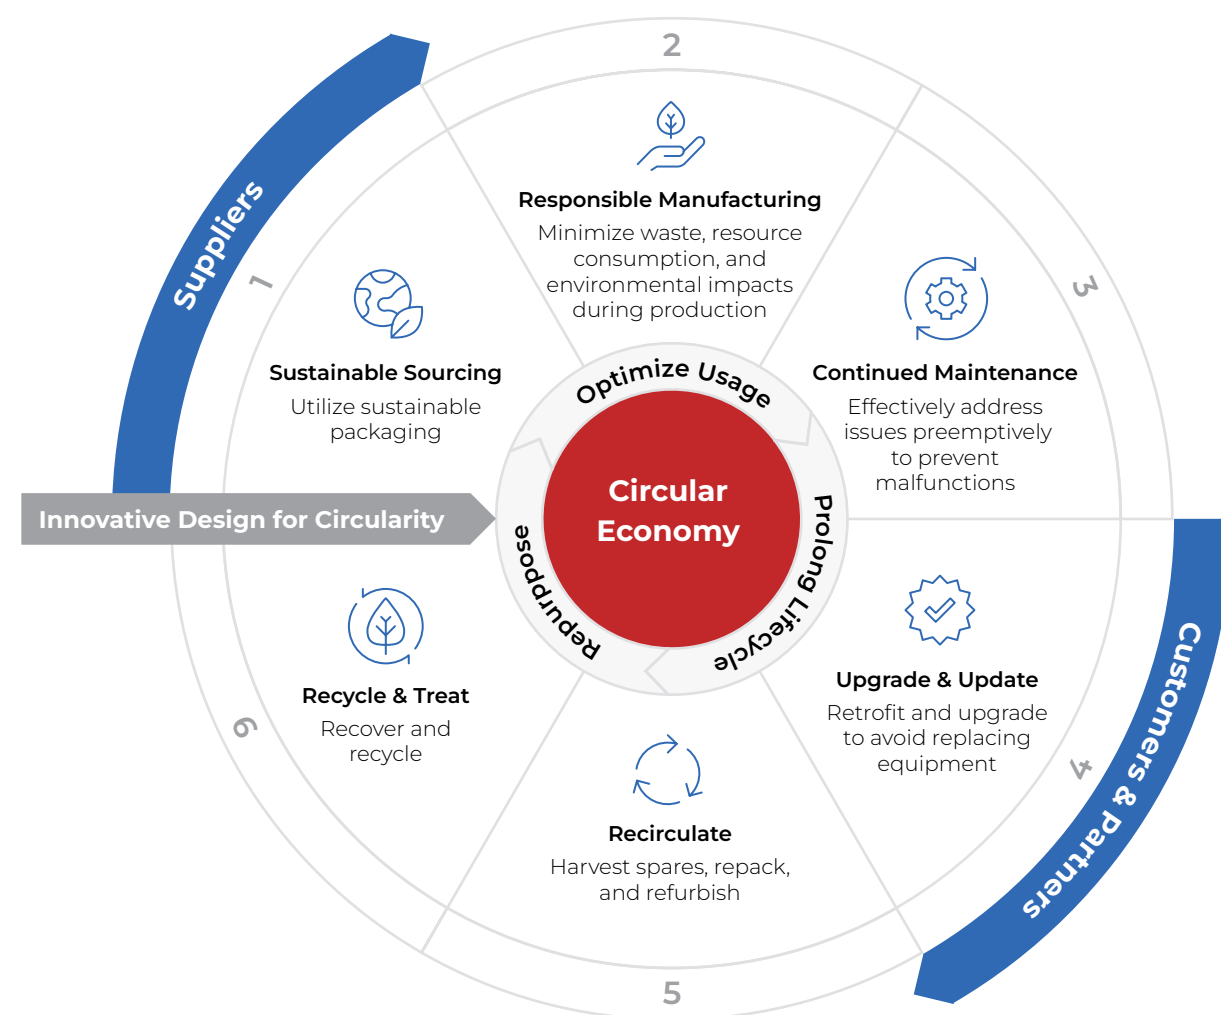 Suppliers
1
Sustainable Sourcing
Utilize sustainable
packaging
2
Responsible Manufacturing
Minimize waste, resource
consumption, and
environmental impacts
during production
3
Continued Maintenance
Effectively address
issues preemptively
to prevent
malfunctions
Optimize Usage
Prolong Lifecycle
Repurpose
Circular
Economy
Innovative Design for Circularity
Customers & Partners
4
Upgrade & Update
Retrofit and upgrade
to avoid replacing
equipment
5
Recirculate
Harvest spares, repack,
and refurbish
6
Recycle & Treat
Recover and
recycle